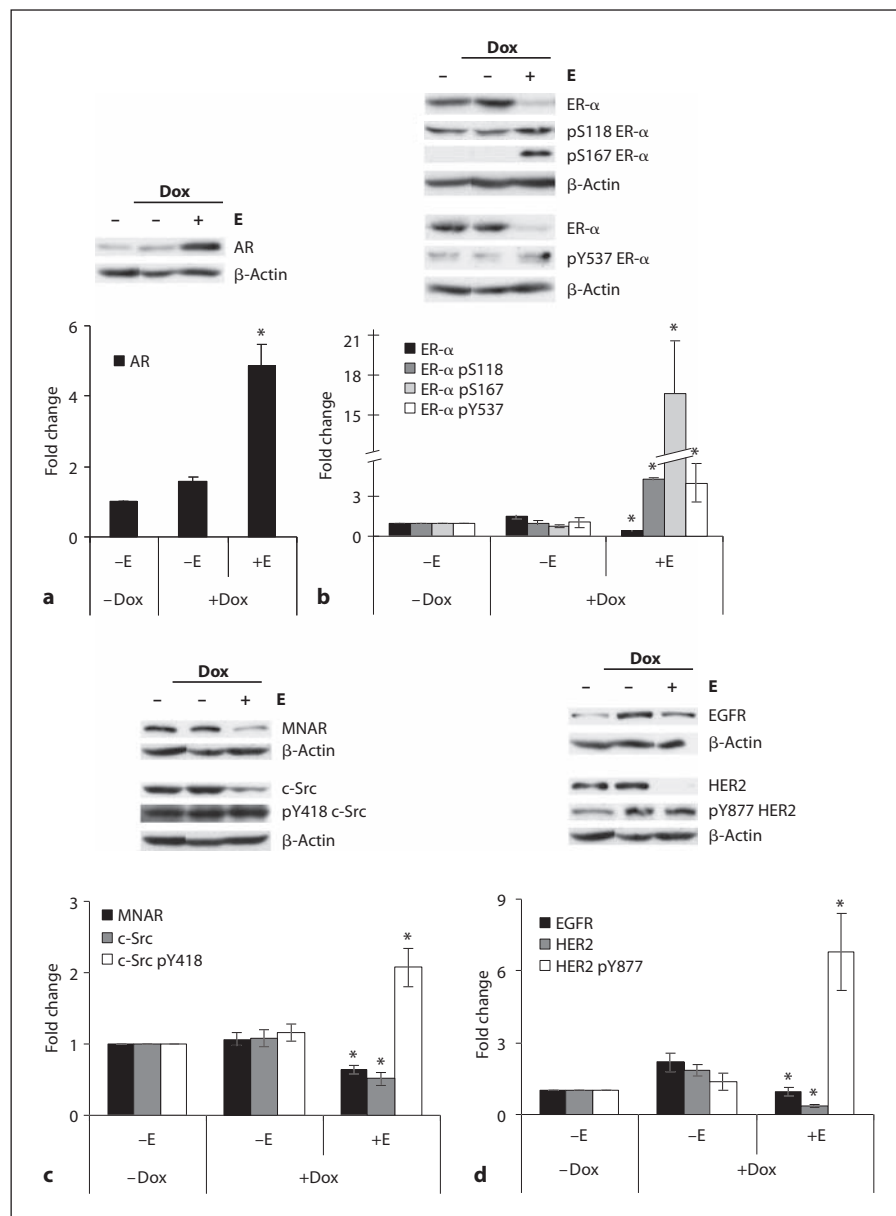 Dox
– – + E
AR
β-Actin
AR
Fold change
6
4
2
0
*
–E –E +E
–Dox +Dox
a
Dox
– – + E
ER-α
pS118 ER-α
pS167 ER-α
β-Actin
ER-α
pY537 ER-α
β-Actin
ER-α
ER-α pS118
ER-α pS167
ER-α pY537
Fold change
21
18
15
3
0
* * * *
–E –E +E
–Dox +Dox
b
Dox
– – + E
MNAR
β-Actin
c-Src
pY418 c-Src
β-Actin
MNAR
c-Src
c-Src pY418
Fold change
3
2
1
0
* * *
–E –E +E
–Dox +Dox
c
Dox
– – + E
EGFR
β-Actin
HER2
pY877 HER2
β-Actin
EGFR
HER2
HER2 pY877
Fold change
9
6
3
0
* * *
–E –E +E
–Dox +Dox
d